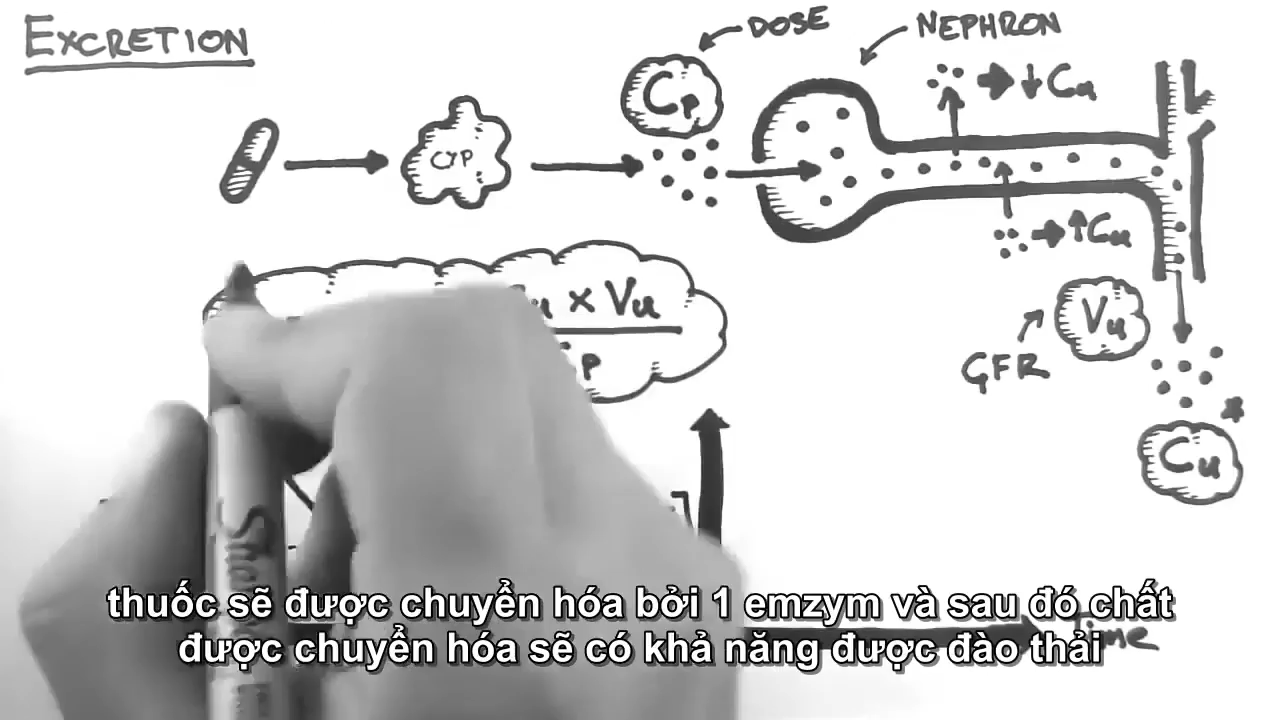 EXCRETION
DOSE
NEPHRON
Cp
↓ Cu
CYP
↑Cu
u × Vu
Vu
p
GFR
*
Cu
Time
thuốc sẽ được chuyển hóa bởi 1 emzym và sau đó chất
được chuyển hóa sẽ có khả năng được đào thải